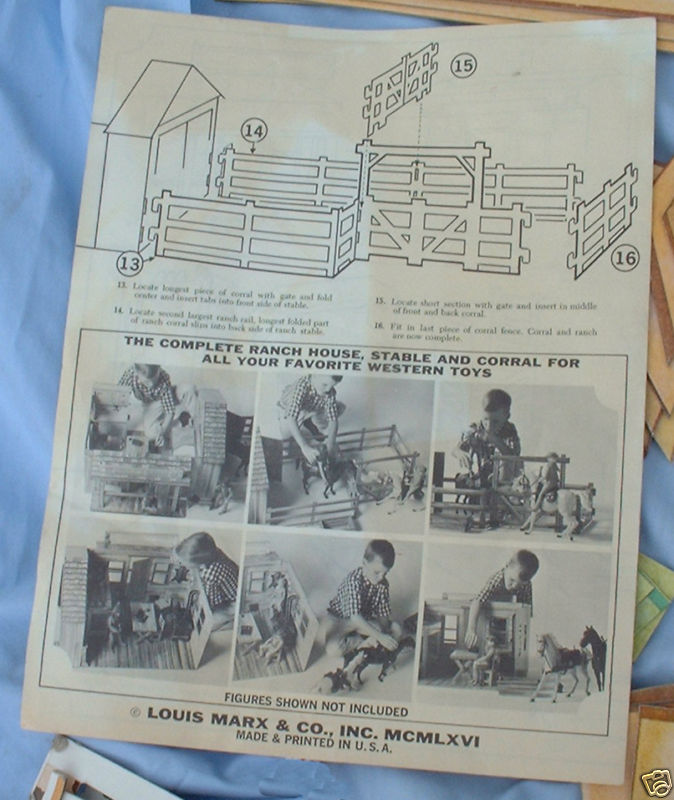 15
14
13
16
13. Locate longest piece of corral with gate and fold
center and insert tabs into front side of stable.
14. Locate second largest ranch rail, longest folded part
of ranch corral slips into back side of ranch stable.
15. Locate short section with gate and insert in middle
of front and back corral.
16. Fit in last piece of corral fence. Corral and ranch
are now complete.
THE COMPLETE RANCH HOUSE, STABLE AND CORRAL FOR
ALL YOUR FAVORITE WESTERN TOYS
FIGURES SHOWN NOT INCLUDED
© LOUIS MARX & CO., INC. MCMLXVI
MADE & PRINTED IN U.S.A.